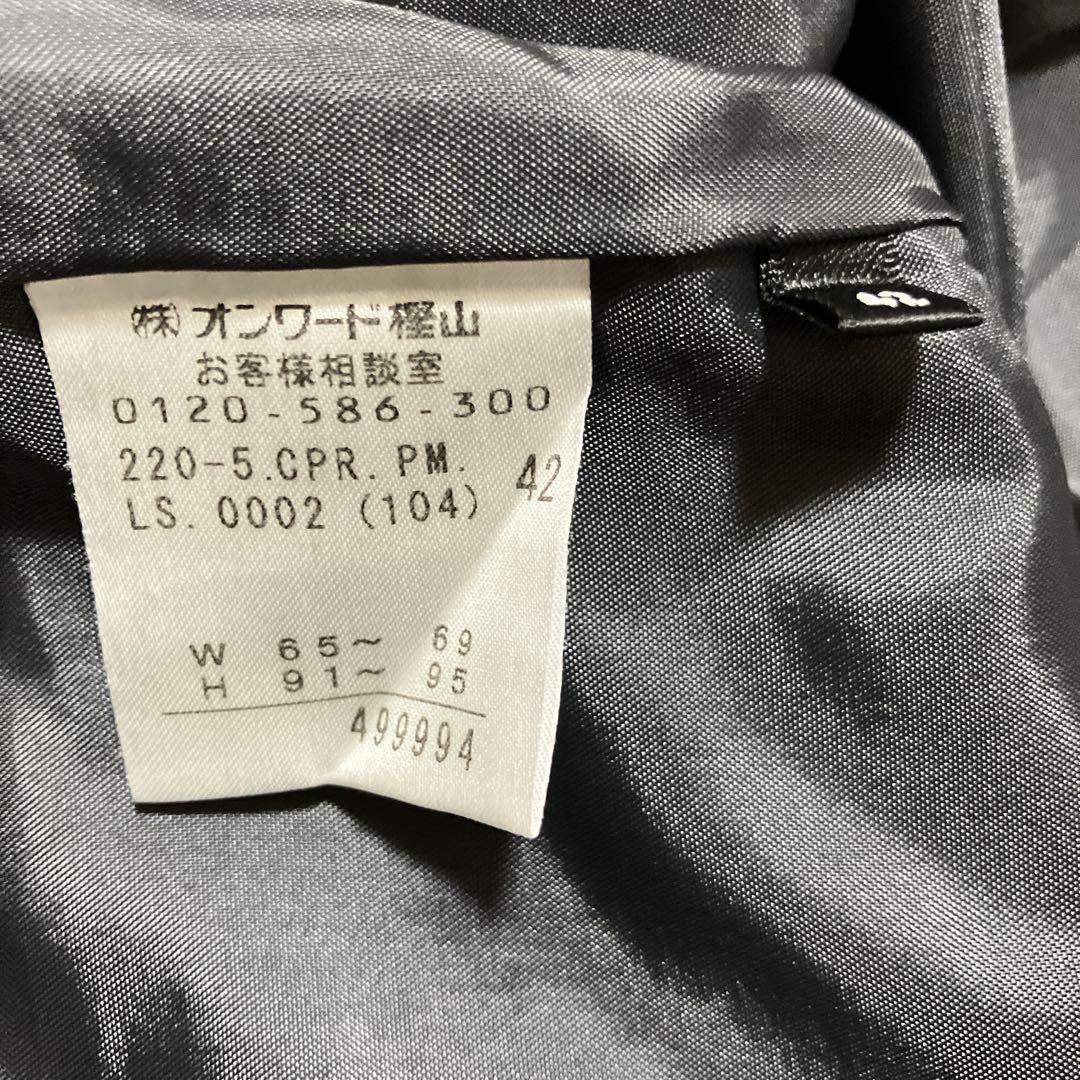 ㈱オンワード樫山
お客様相談室
0120-586-300
220-5.CPR.PM.
LS.0002 (104) 42
W 65～ 69
H 91～ 95
499994